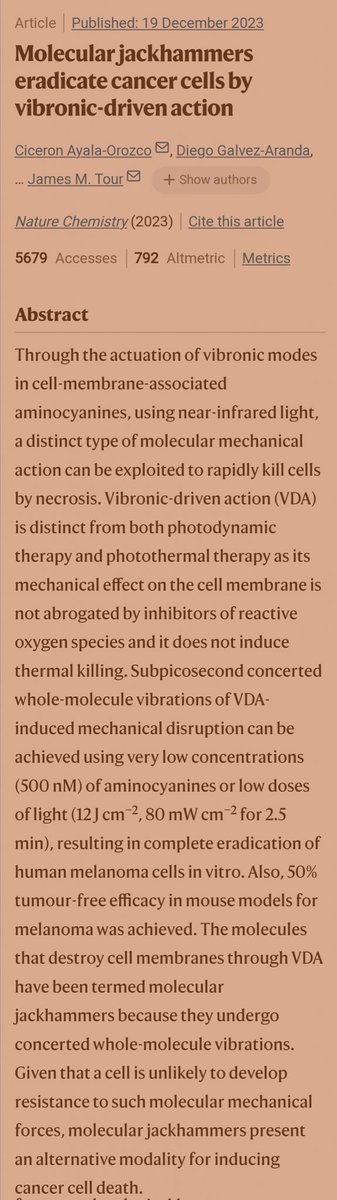 Article | Published: 19 December 2023
Molecular jackhammers
eradicate cancer cells by
vibronic-driven action
Ciceron Ayala-Orozco, Diego Galvez-Aranda,
... James M. Tour + Show authors
Nature Chemistry (2023) | Cite this article
5679 Accesses | 792 Altmetric | Metrics
Abstract
Through the actuation of vibronic modes
in cell-membrane-associated
aminocyanines, using near-infrared light,
a distinct type of molecular mechanical
action can be exploited to rapidly kill cells
by necrosis. Vibronic-driven action (VDA)
is distinct from both photodynamic
therapy and photothermal therapy as its
mechanical effect on the cell membrane is
not abrogated by inhibitors of reactive
oxygen species and it does not induce
thermal killing. Subpicosecond concerted
whole-molecule vibrations of VDA-
induced mechanical disruption can be
achieved using very low concentrations
(500 nM) of aminocyanines or low doses
of light (12 J cm⁻², 80 mW cm⁻² for 2.5
min), resulting in complete eradication of
human melanoma cells in vitro. Also, 50%
tumour-free efficacy in mouse models for
melanoma was achieved. The molecules
that destroy cell membranes through VDA
have been termed molecular
jackhammers because they undergo
concerted whole-molecule vibrations.
Given that a cell is unlikely to develop
resistance to such molecular mechanical
forces, molecular jackhammers present
an alternative modality for inducing
cancer cell death.